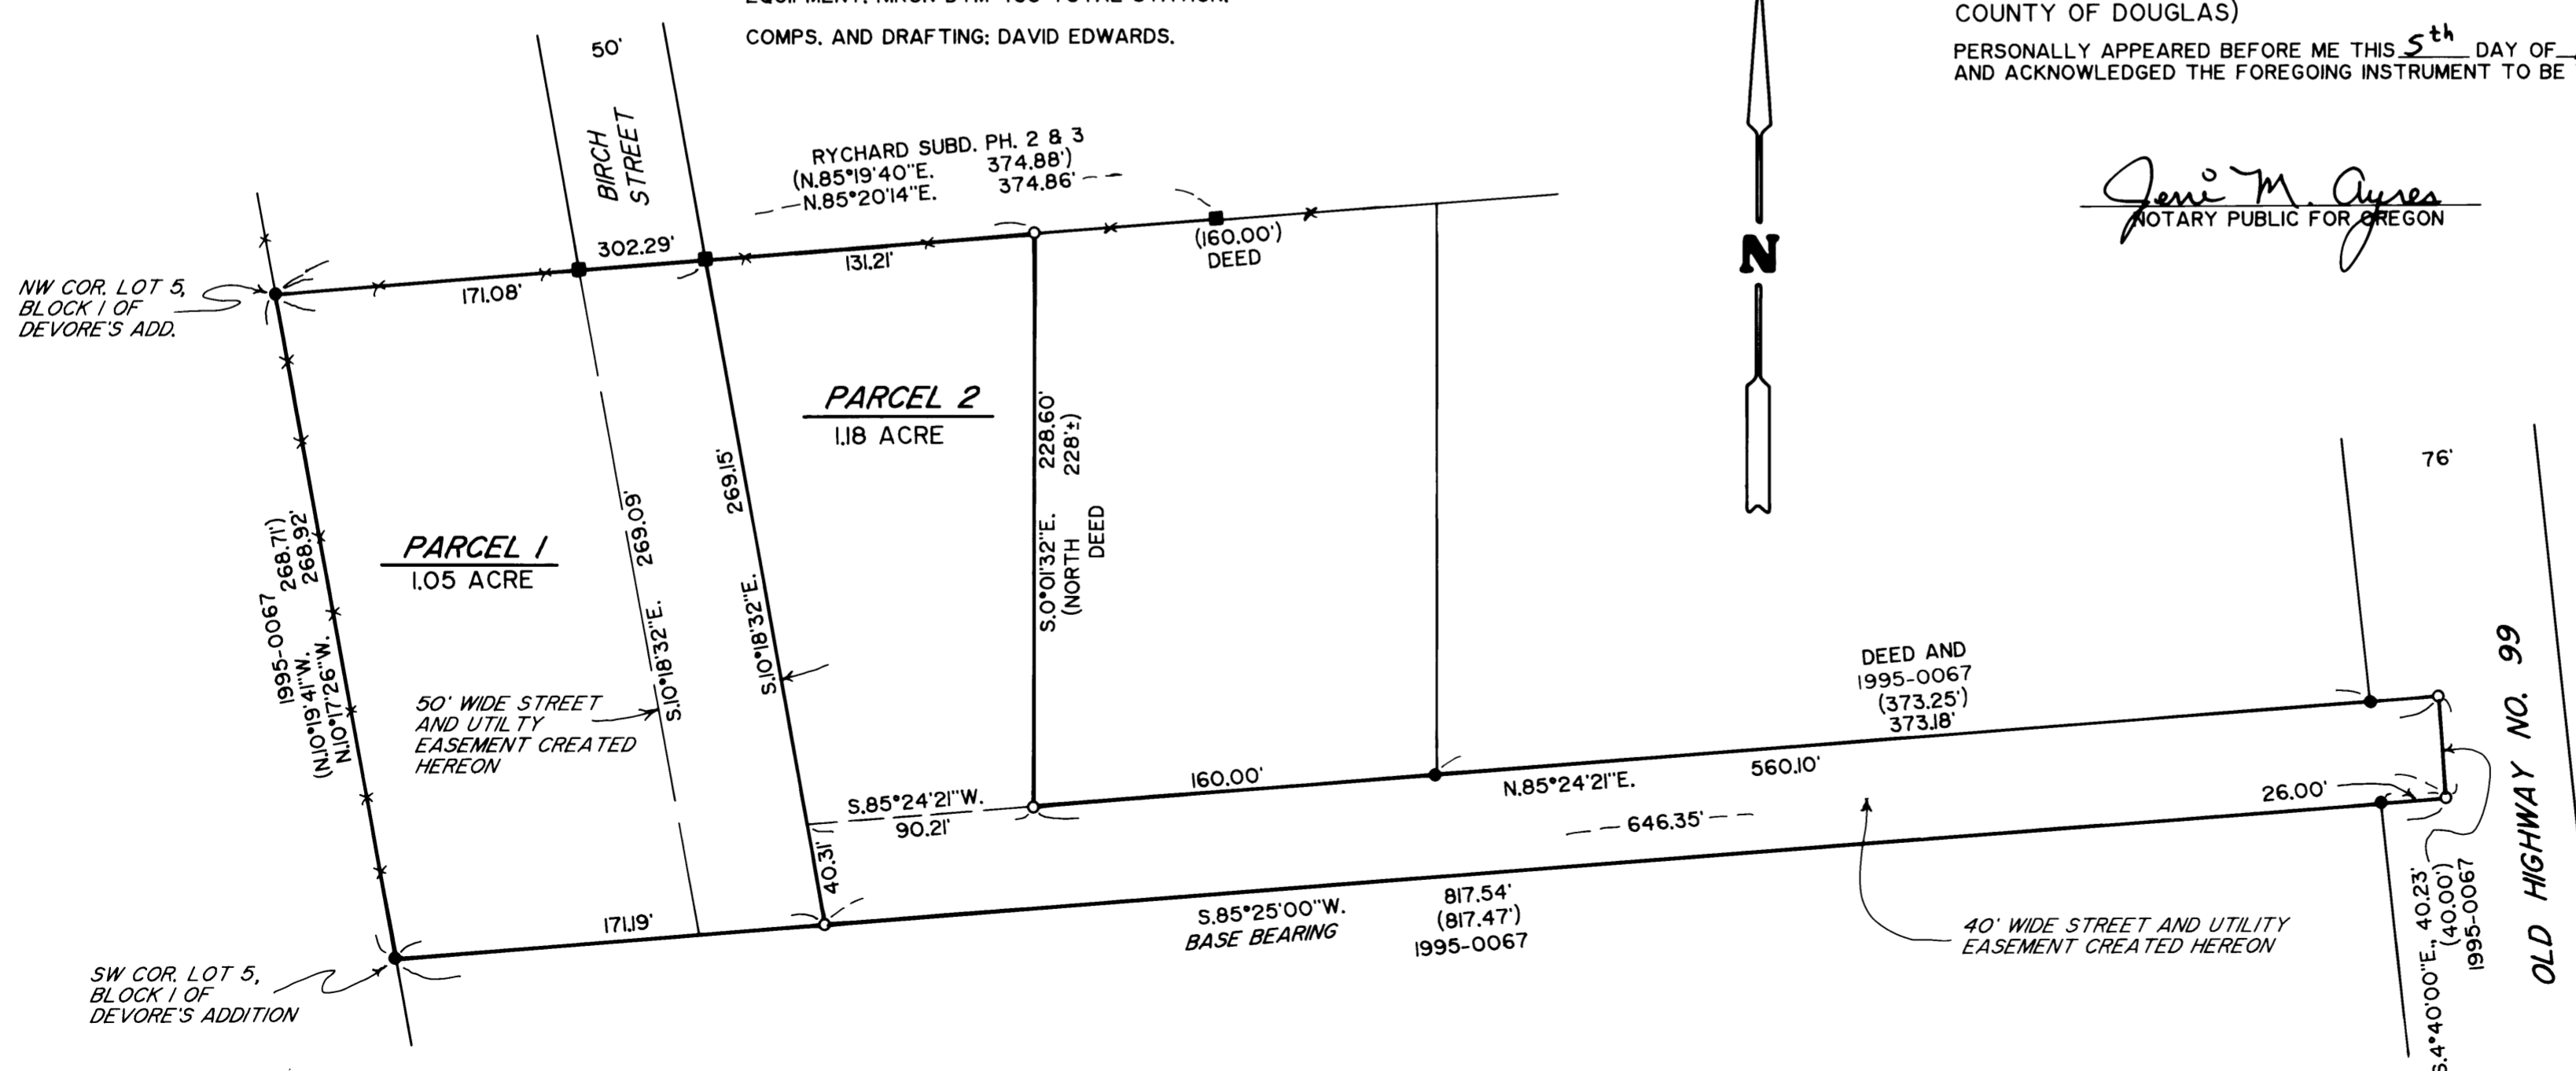 COMPS. AND DRAFTING: DAVID EDWARDS.
COUNTY OF DOUGLAS)
PERSONALLY APPEARED BEFORE ME THIS 5th DAY OF
AND ACKNOWLEDGED THE FOREGOING INSTRUMENT TO BE
Jerri M. Ayres
NOTARY PUBLIC FOR OREGON
50'
BIRCH
STREET
RYCHARD SUBD. PH. 2 & 3
(N.85°19'40"E. 374.88')
N.85°20'14"E. 374.86'
302.29'
171.08'
131.21'
(160.00')
DEED
N
NW COR. LOT 5,
BLOCK 1 OF
DEVORE'S ADD.
PARCEL 2
1.18 ACRE
PARCEL 1
1.05 ACRE
1995-0067
(N.10°19'41"W. 268.71')
N.10°17'26"W. 268.92'
S.10°18'32"E. 269.09'
S.10°18'32"E. 269.15'
S.0°01'32"E. 228.60'
(NORTH 228'±)
DEED
50' WIDE STREET
AND UTILTY
EASEMENT CREATED
HEREON
76'
OLD HIGHWAY NO. 99
DEED AND
1995-0067
(373.25')
373.18'
160.00'
N.85°24'21"E. 560.10'
S.85°24'21"W.
90.21'
40.31'
646.35'
26.00'
171.19'
S.85°25'00"W. 817.54'
BASE BEARING (817.47')
1995-0067
S.4°40'00"E., 40.23'
(40.00')
1995-0067
40' WIDE STREET AND UTILITY
EASEMENT CREATED HEREON
SW COR. LOT 5,
BLOCK 1 OF
DEVORE'S ADDITION